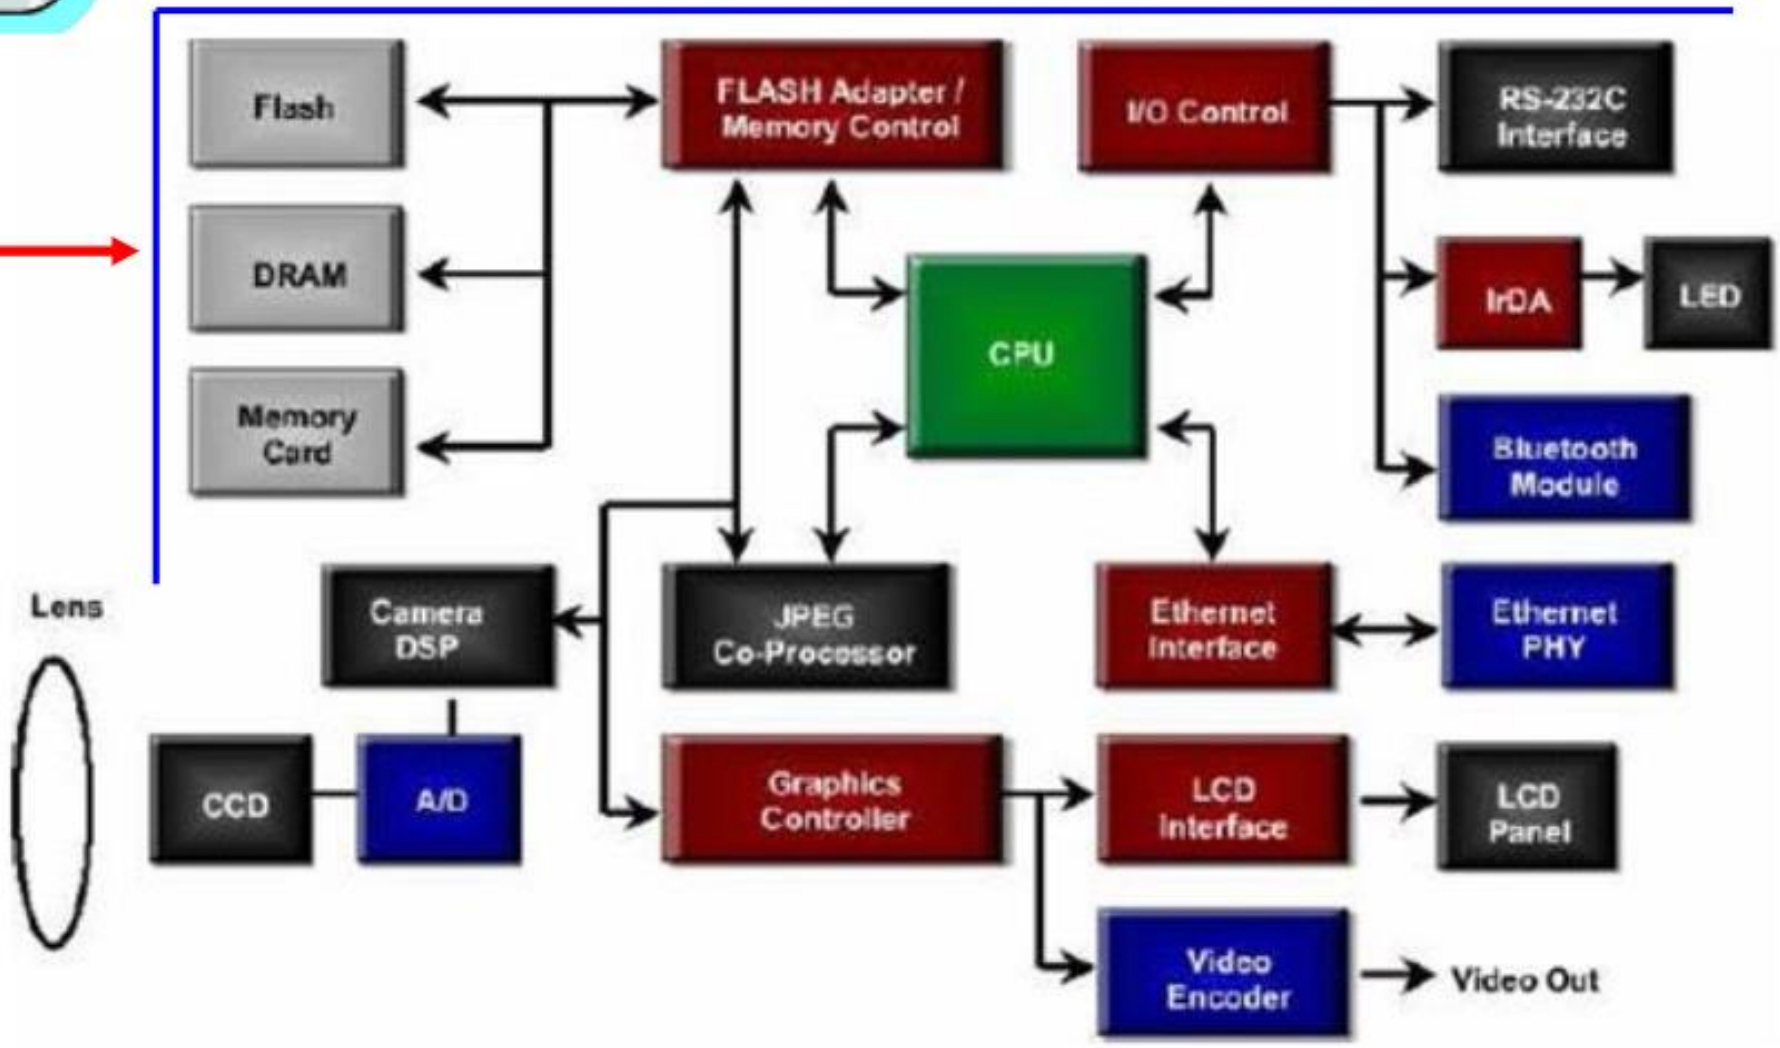 Flash
FLASH Adapter /
Memory Control
I/O Control
RS-232C
Interface
DRAM
IrDA
LED
CPU
Memory
Card
Bluetooth
Module
Lens
Camera
DSP
JPEG
Co-Processor
Ethernet
Interface
Ethernet
PHY
CCD
A/D
Graphics
Controller
LCD
Interface
LCD
Panel
Video
Encoder
Video Out